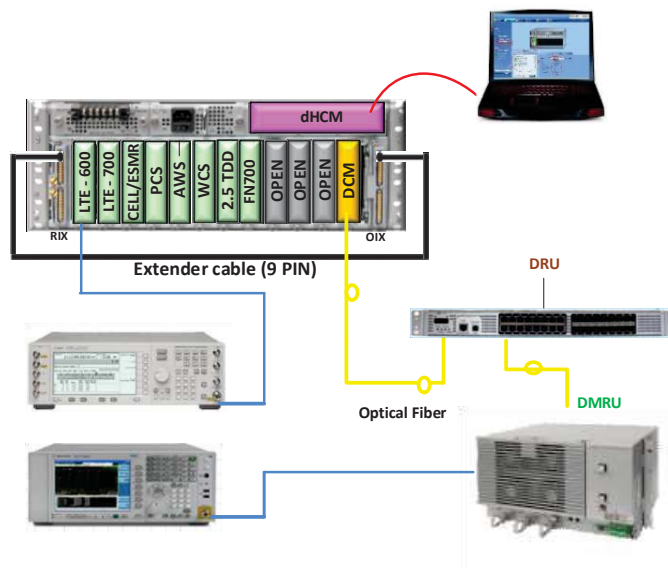 dHCM
LTE - 600
LTE - 700
CELL/ESMR
PCS
AWS
WCS
2.5 TDD
FN700
OPEN
OPEN
OPEN
DCM
RIX
OIX
Extender cable (9 PIN)
DRU
Optical Fiber
DMRU